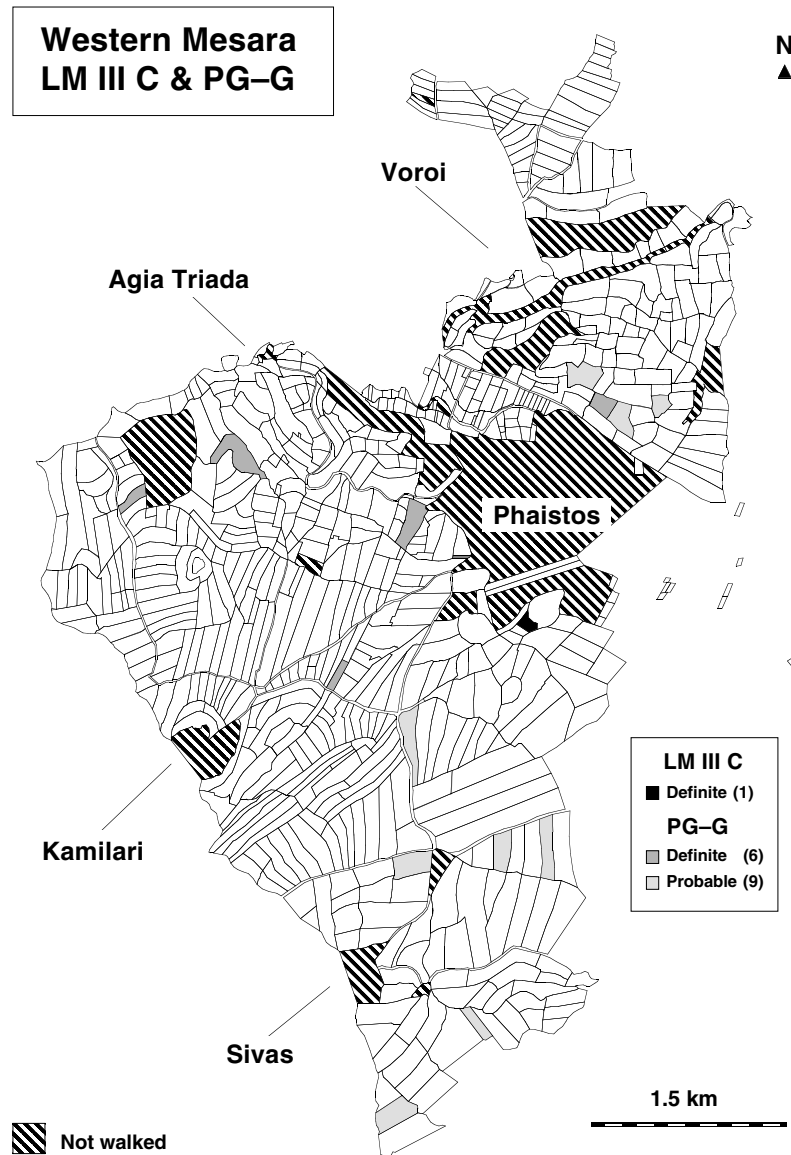 Western Mesara
LM III C & PG–G
N
Voroi
Agia Triada
Phaistos
LM III C
Definite (1)
PG–G
Definite (6)
Probable (9)
Kamilari
Sivas
1.5 km
Not walked